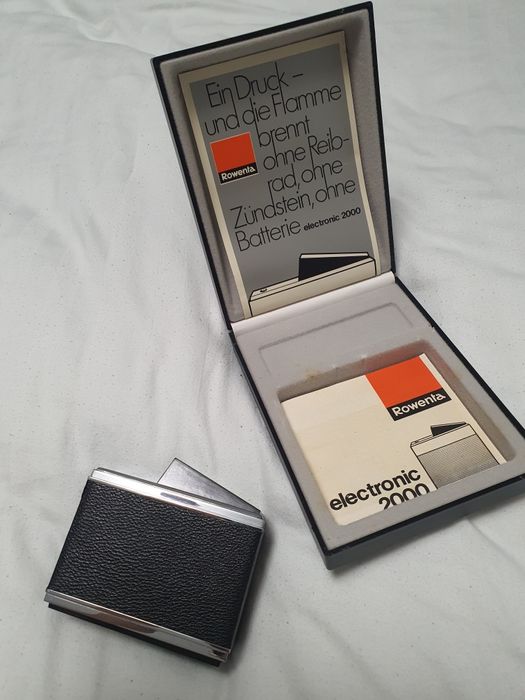 Ein Druck –
und die Flamme
brennt
ohne Reib-
rad, ohne
Zündstein, ohne
Batterie electronic 2000
Rowenta
Rowenta
electronic
2000